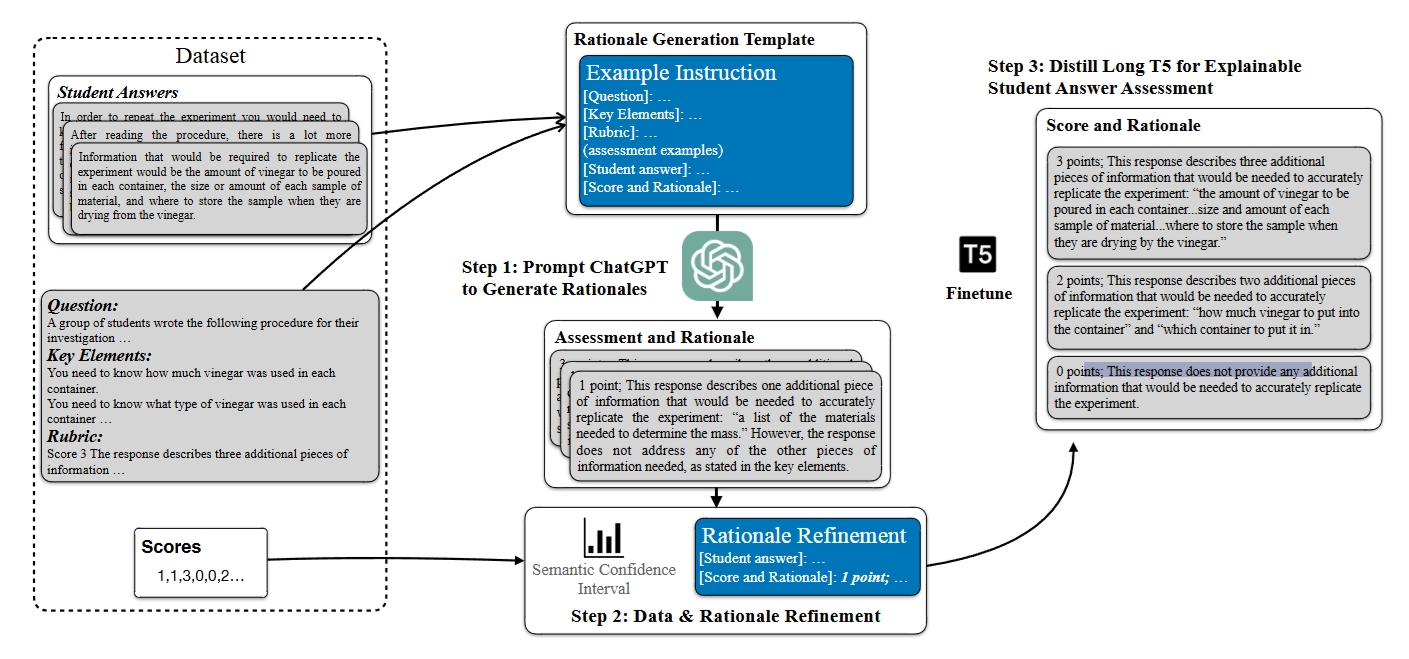 Dataset
Student Answers
In order to repeat the experiment you would need to
After reading the procedure, there is a lot more
Information that would be required to replicate the
experiment would be the amount of vinegar to be poured
in each container, the size or amount of each sample of
material, and where to store the sample when they are
drying from the vinegar.
Question:
A group of students wrote the following procedure for their
investigation …
Key Elements:
You need to know how much vinegar was used in each
container.
You need to know what type of vinegar was used in each
container …
Rubric:
Score 3 The response describes three additional pieces of
information …
Scores
1,1,3,0,0,2…
Rationale Generation Template
Example Instruction
[Question]: …
[Key Elements]: …
[Rubric]: …
(assessment examples)
[Student answer]: …
[Score and Rationale]: …
Step 1: Prompt ChatGPT
to Generate Rationales
Assessment and Rationale
1 point; This response describes one additional piece
of information that would be needed to accurately
replicate the experiment: “a list of the materials
needed to determine the mass.” However, the response
does not address any of the other pieces of
information needed, as stated in the key elements.
Semantic Confidence
Interval
Rationale Refinement
[Student answer]: …
[Score and Rationale]: 1 point; …
Step 2: Data & Rationale Refinement
Step 3: Distill Long T5 for Explainable
Student Answer Assessment
T5
Finetune
Score and Rationale
3 points; This response describes three additional
pieces of information that would be needed to accurately
replicate the experiment: “the amount of vinegar to be
poured in each container...size and amount of each
sample of material...where to store the sample when
they are drying by the vinegar.”
2 points; This response describes two additional pieces
of information that would be needed to accurately
replicate the experiment: “how much vinegar to put into
the container” and “which container to put it in.”
0 points; This response does not provide any additional
information that would be needed to accurately replicate
the experiment.